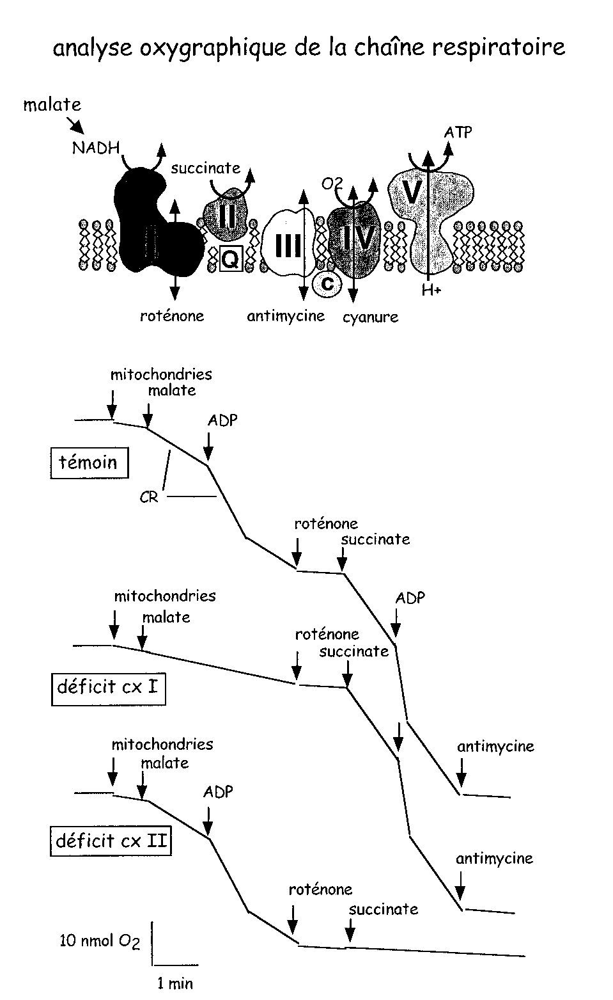 analyse oxygraphique de la chaîne respiratoire
malate
NADH
succinate
O2
ATP
I
II
III
IV
V
Q
C
H+
roténone
antimycine
cyanure
mitochondries
malate
ADP
témoin
CR
roténone
succinate
ADP
antimycine
mitochondries
malate
roténone
succinate
déficit cx I
antimycine
mitochondries
malate
ADP
déficit cx II
roténone
succinate
10 nmol O2
1 min